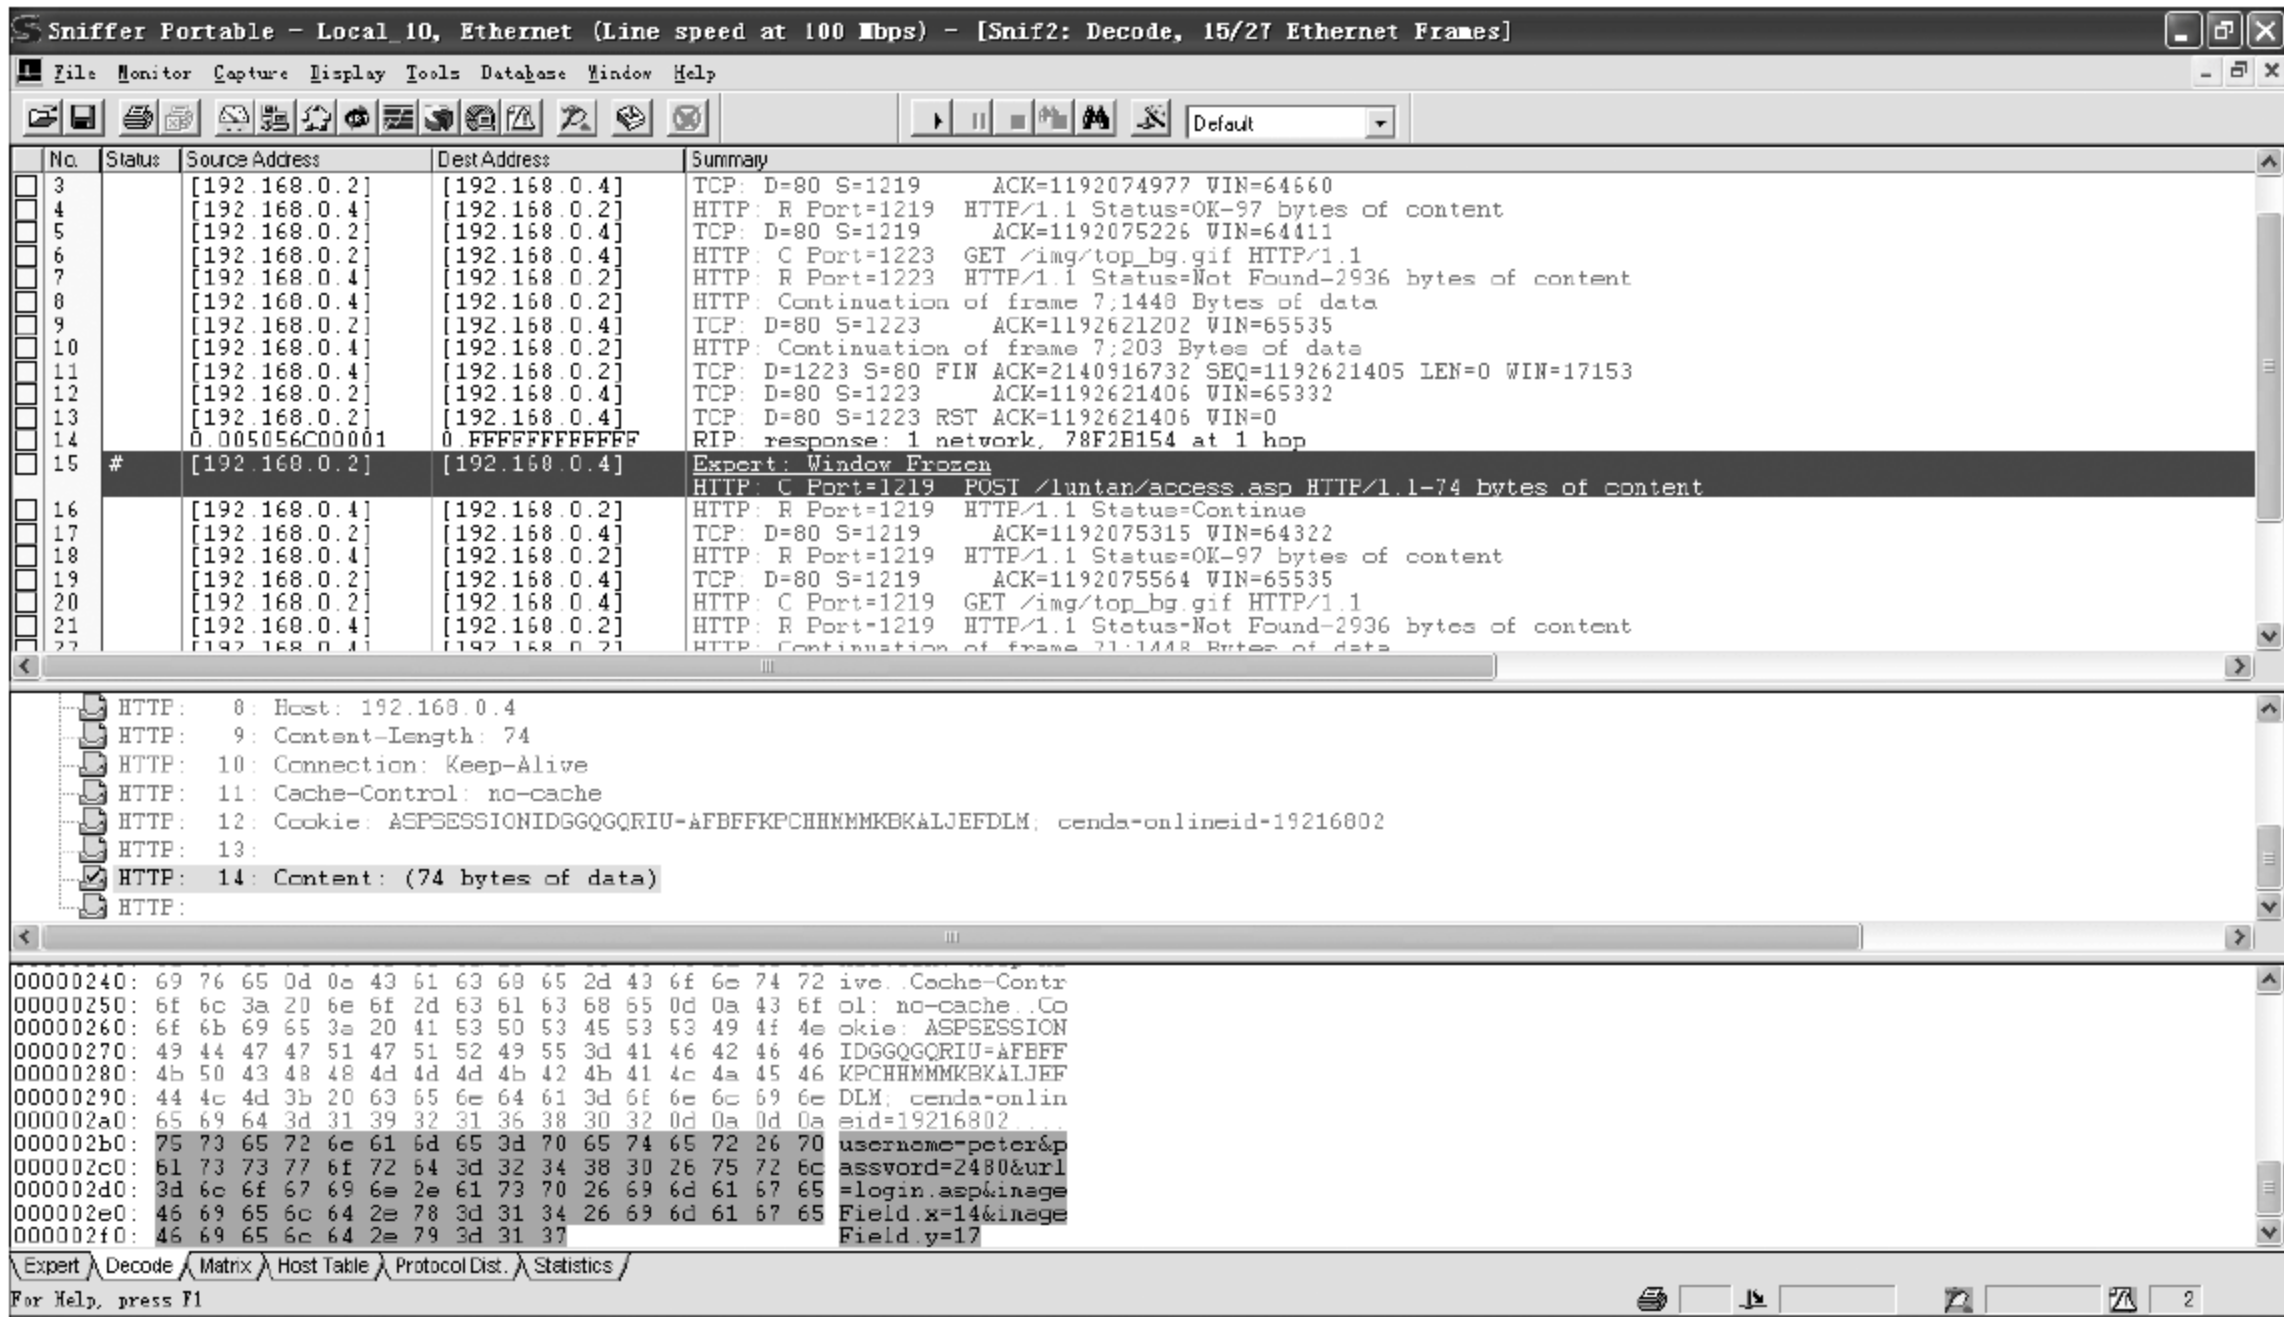 Sniffer Portable - Local_10, Ethernet (Line speed at 100 Mbps) - [Snif2: Decode, 15/27 Ethernet Frames]
File Monitor Capture Display Tools Database Window Help
Default
No. Status Source Address Dest Address Summary
3 [192.168.0.2] [192.168.0.4] TCP: D=80 S=1219 ACK=1192074977 WIN=64660
4 [192.168.0.4] [192.168.0.2] HTTP: R Port=1219 HTTP/1.1 Status=OK-97 bytes of content
5 [192.168.0.2] [192.168.0.4] TCP: D=80 S=1219 ACK=1192075226 WIN=64411
6 [192.168.0.2] [192.168.0.4] HTTP: C Port=1223 GET /img/top_bg.gif HTTP/1.1
7 [192.168.0.4] [192.168.0.2] HTTP: R Port=1223 HTTP/1.1 Status=Not Found-2936 bytes of content
8 [192.168.0.4] [192.168.0.2] HTTP: Continuation of frame 7;1448 Bytes of data
9 [192.168.0.2] [192.168.0.4] TCP: D=80 S=1223 ACK=1192621202 WIN=65535
10 [192.168.0.4] [192.168.0.2] HTTP: Continuation of frame 7;203 Bytes of data
11 [192.168.0.4] [192.168.0.2] TCP: D=1223 S=80 FIN ACK=2140916732 SEQ=1192621405 LEN=0 WIN=17153
12 [192.168.0.2] [192.168.0.4] TCP: D=80 S=1223 ACK=1192621406 WIN=65332
13 [192.168.0.2] [192.168.0.4] TCP: D=80 S=1223 RST ACK=1192621406 WIN=0
14 0.005056C00001 0.FFFFFFFFFFFF RIP: response: 1 network, 78F2B154 at 1 hop
15 # [192.168.0.2] [192.168.0.4] Expert: Window Frozen
HTTP: C Port=1219 POST /luntan/access.asp HTTP/1.1-74 bytes of content
16 [192.168.0.4] [192.168.0.2] HTTP: R Port=1219 HTTP/1.1 Status=Continue
17 [192.168.0.2] [192.168.0.4] TCP: D=80 S=1219 ACK=1192075315 WIN=64322
18 [192.168.0.4] [192.168.0.2] HTTP: R Port=1219 HTTP/1.1 Status=OK-97 bytes of content
19 [192.168.0.2] [192.168.0.4] TCP: D=80 S=1219 ACK=1192075564 WIN=65535
20 [192.168.0.2] [192.168.0.4] HTTP: C Port=1219 GET /img/top_bg.gif HTTP/1.1
21 [192.168.0.4] [192.168.0.2] HTTP: R Port=1219 HTTP/1.1 Status=Not Found-2936 bytes of content
22 [192.168.0.4] [192.168.0.2] HTTP: Continuation of frame 21;1448 Bytes of data
HTTP: 8: Host: 192.168.0.4
HTTP: 9: Content-Length: 74
HTTP: 10: Connection: Keep-Alive
HTTP: 11: Cache-Control: no-cache
HTTP: 12: Cookie: ASPSESSIONIDGGQGQRIU=AFBFFKPCHHMMMKBKALJEFDLM; cenda=onlineid=19216802
HTTP: 13:
HTTP: 14: Content: (74 bytes of data)
HTTP:
00000240: 69 76 65 0d 0a 43 61 63 68 65 2d 43 6f 6e 74 72 ive..Cache-Contr
00000250: 6f 6c 3a 20 6e 6f 2d 63 61 63 68 65 0d 0a 43 6f ol: no-cache..Co
00000260: 6f 6b 69 65 3a 20 41 53 50 53 45 53 53 49 4f 4e okie: ASPSESSION
00000270: 49 44 47 47 51 47 51 52 49 55 3d 41 46 42 46 46 IDGGQGQRIU=AFBFF
00000280: 4b 50 43 48 48 4d 4d 4d 4b 42 4b 41 4c 4a 45 46 KPCHHMMMKBKALJEF
00000290: 44 4c 4d 3b 20 63 65 6e 64 61 3d 6f 6e 6c 69 6e DLM; cenda=onlin
000002a0: 65 69 64 3d 31 39 32 31 36 38 30 32 0d 0a 0d 0a eid=19216802....
000002b0: 75 73 65 72 6e 61 6d 65 3d 70 65 74 65 72 26 70 username=peter&p
000002c0: 61 73 73 77 6f 72 64 3d 32 34 38 30 26 75 72 6c assword=2480&url
000002d0: 3d 6c 6f 67 69 6e 2e 61 73 70 26 69 6d 61 67 65 =login.asp&image
000002e0: 46 69 65 6c 64 2e 78 3d 31 34 26 69 6d 61 67 65 Field.x=14&image
000002f0: 46 69 65 6c 64 2e 79 3d 31 37 Field.y=17
Expert Decode Matrix Host Table Protocol Dist. Statistics
For Help, press F1
2